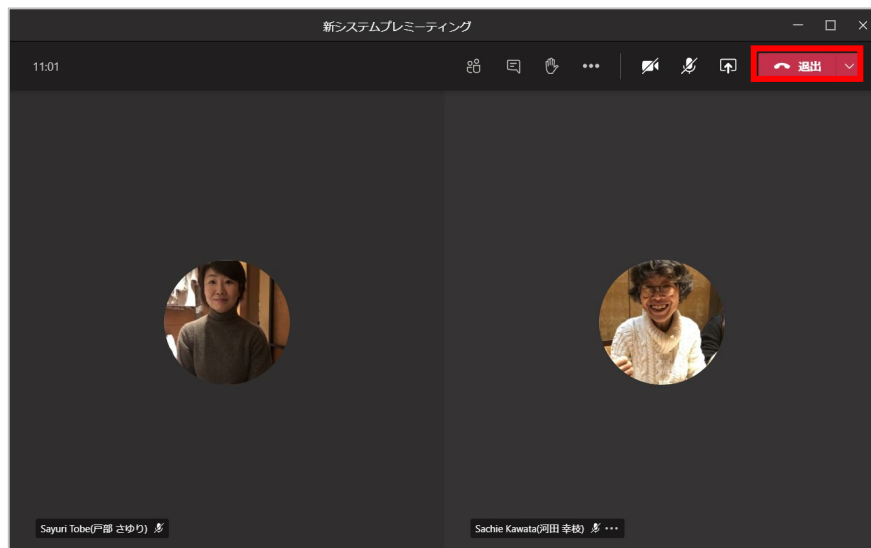 新システムプレミーティング
11:01
退出
Sayuri Tobe(戸部 さゆり)
Sachie Kawata(河田 幸枝)